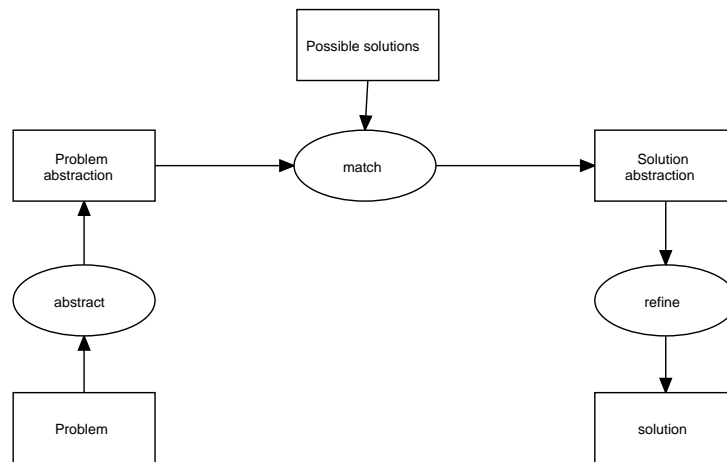 Possible solutions
Problem
abstraction
match
Solution
abstraction
abstract
refine
Problem
solution